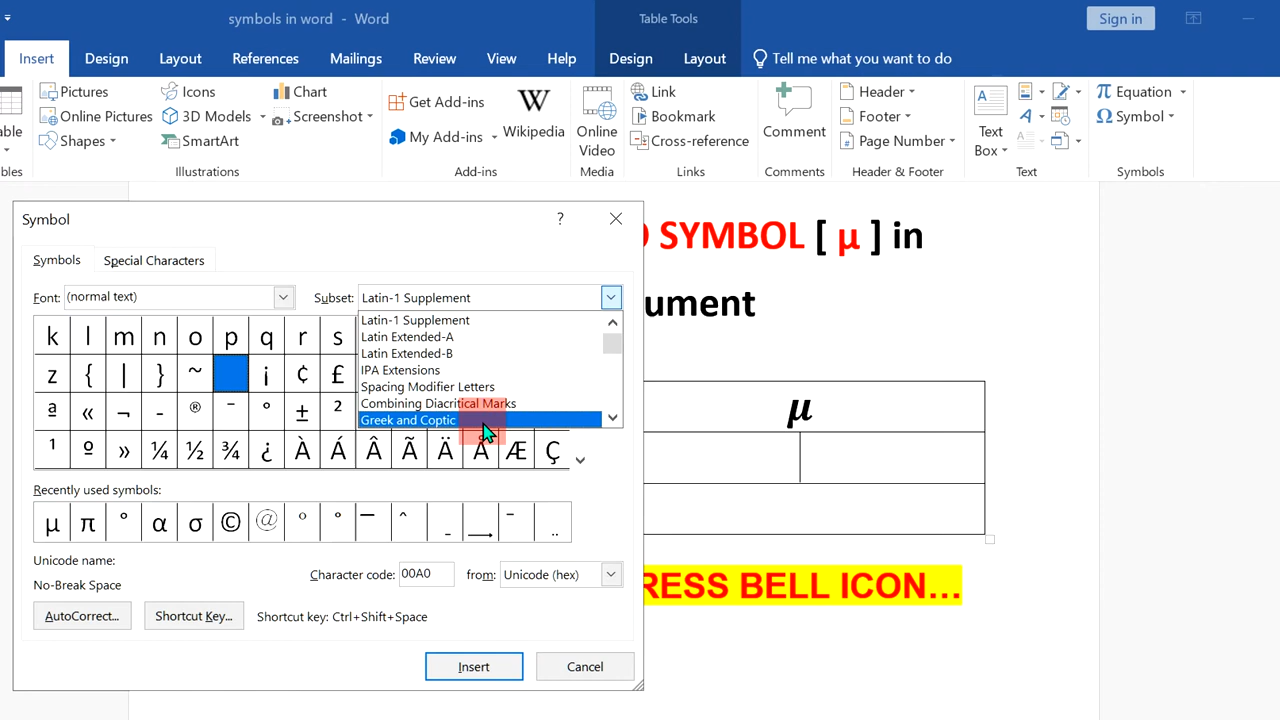 symbols in word - Word
Table Tools
Sign in
Insert Design Layout References Mailings Review View Help Design Layout Tell me what you want to do
Pictures Icons Chart
Online Pictures 3D Models Screenshot
Shapes SmartArt
Get Add-ins
My Add-ins
Wikipedia
Online
Video
Link
Bookmark
Cross-reference
Comment
Header
Footer
Page Number
Text
Box
Equation
Symbol
Illustrations Add-ins Media Links Comments Header & Footer Text Symbols
SYMBOL [ µ ] in
ument
µ
RESS BELL ICON...
Symbol
Symbols Special Characters
Font: (normal text) Subset: Latin-1 Supplement
Latin-1 Supplement
Latin Extended-A
Latin Extended-B
IPA Extensions
Spacing Modifier Letters
Combining Diacritical Marks
Greek and Coptic
k l m n o p q r s
z { | } ~ ¡ ¢ £
ª « ¬ - ® ¯ ° ± ²
¹ º » ¼ ½ ¾ ¿ À Á Â Ã Ä Å Æ Ç
Recently used symbols:
µ π ° α σ © @
Unicode name:
No-Break Space
Character code: 00A0 from: Unicode (hex)
AutoCorrect... Shortcut Key... Shortcut key: Ctrl+Shift+Space
Insert Cancel